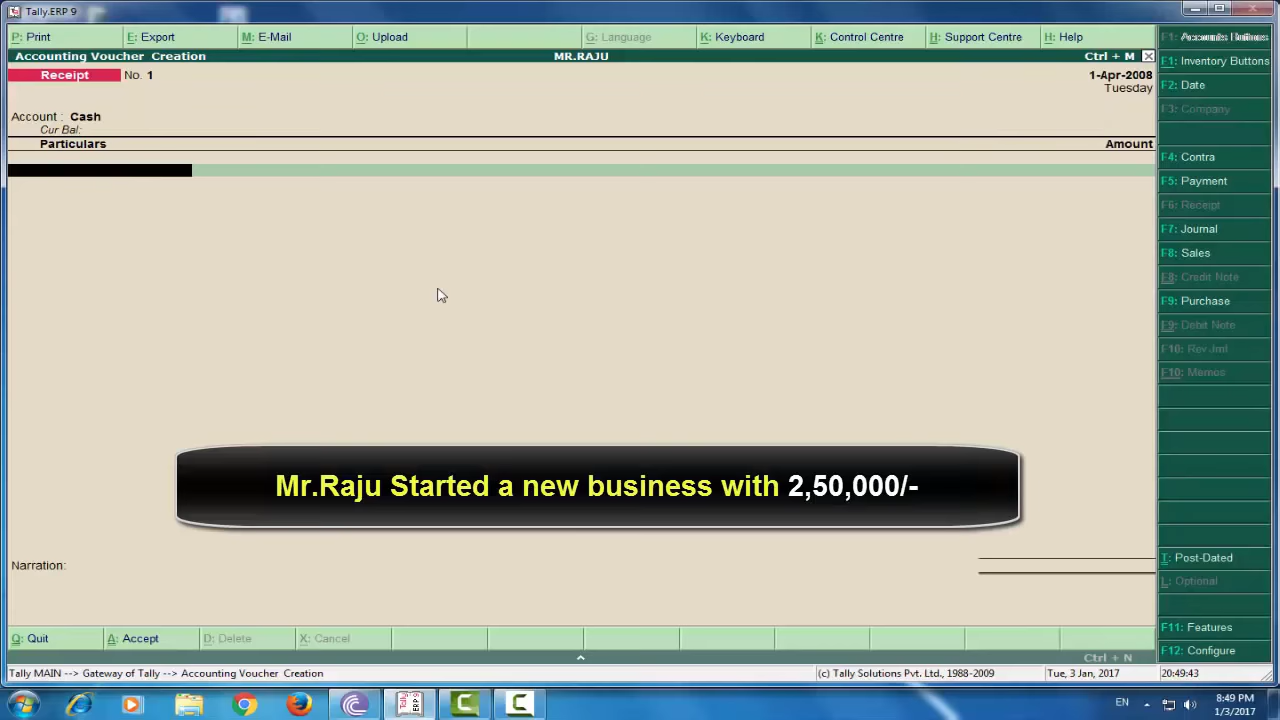 Tally.ERP 9
P: Print
E: Export
M: E-Mail
O: Upload
G: Language
K: Keyboard
K: Control Centre
H: Support Centre
H: Help
Accounting Voucher Creation
MR.RAJU
Ctrl + M
Receipt No. 1
1-Apr-2008
Tuesday
Account : Cash
Cur Bal:
Particulars
Amount
Mr.Raju Started a new business with 2,50,000/-
Narration:
F1: Inventory Buttons
F2: Date
F3: Company
F4: Contra
F5: Payment
F6: Receipt
F7: Journal
F8: Sales
F8: Credit Note
F9: Purchase
F9: Debit Note
F10: Rev Jrnl
F10: Memos
T: Post-Dated
L: Optional
F11: Features
F12: Configure
Q: Quit
A: Accept
D: Delete
X: Cancel
Ctrl + N
Tally MAIN --> Gateway of Tally --> Accounting Voucher Creation
(c) Tally Solutions Pvt. Ltd., 1988-2009
Tue, 3 Jan, 2017
20:49:43
EN
8:49 PM
1/3/2017